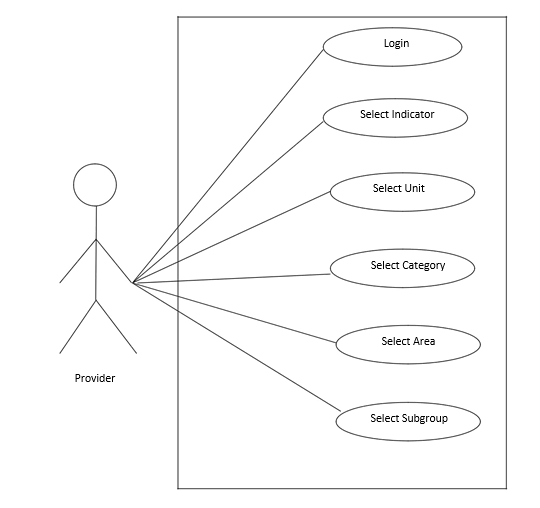 Login
Select Indicator
Select Unit
Select Category
Select Area
Provider
Select Subgroup